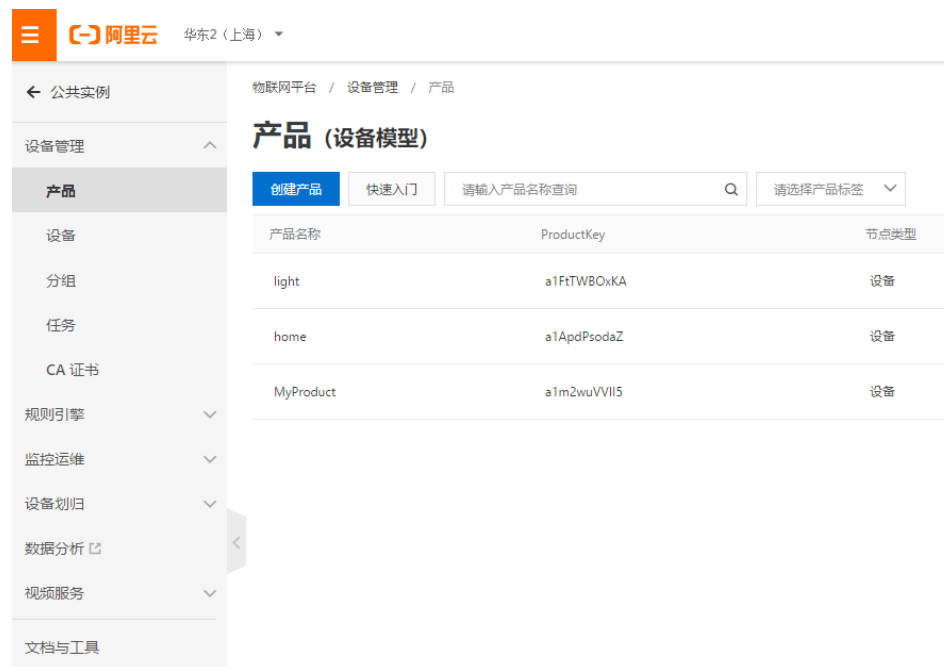 阿里云 华东2（上海）
公共实例
设备管理
产品
设备
分组
任务
CA 证书
规则引擎
监控运维
设备划归
数据分析
视频服务
文档与工具
物联网平台 / 设备管理 / 产品
产品（设备模型）
创建产品 快速入门 请输入产品名称查询 请选择产品标签
产品名称 ProductKey 节点类型
light a1FtTWBOxKA 设备
home a1ApdPsodaZ 设备
MyProduct a1m2wuVVII5 设备